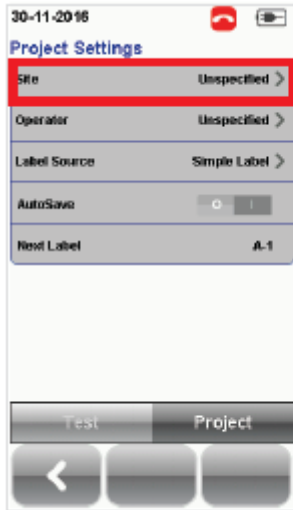 30-11-2016
Project Settings
Site Unspecified >
Operator Unspecified >
Label Source Simple Label >
AutoSave O I
Next Label A-1
Test Project